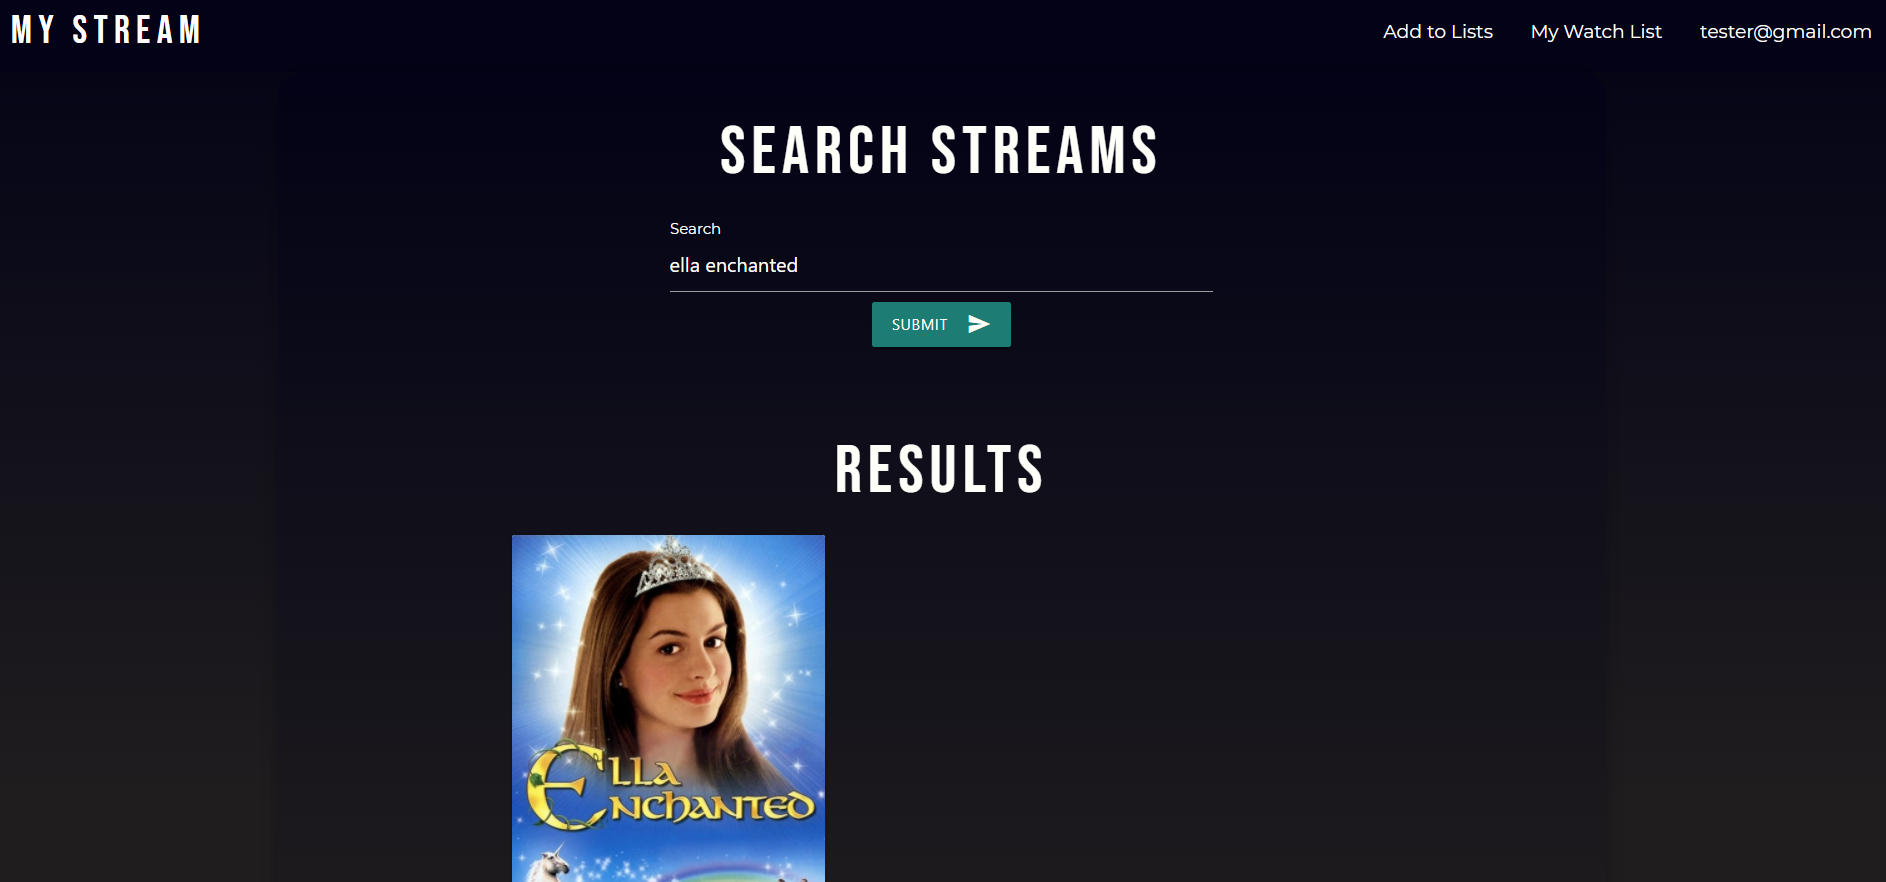 MY STREAM
Add to Lists
My Watch List
tester@gmail.com
SEARCH STREAMS
Search
ella enchanted
SUBMIT
RESULTS
ELLA
ENCHANTED